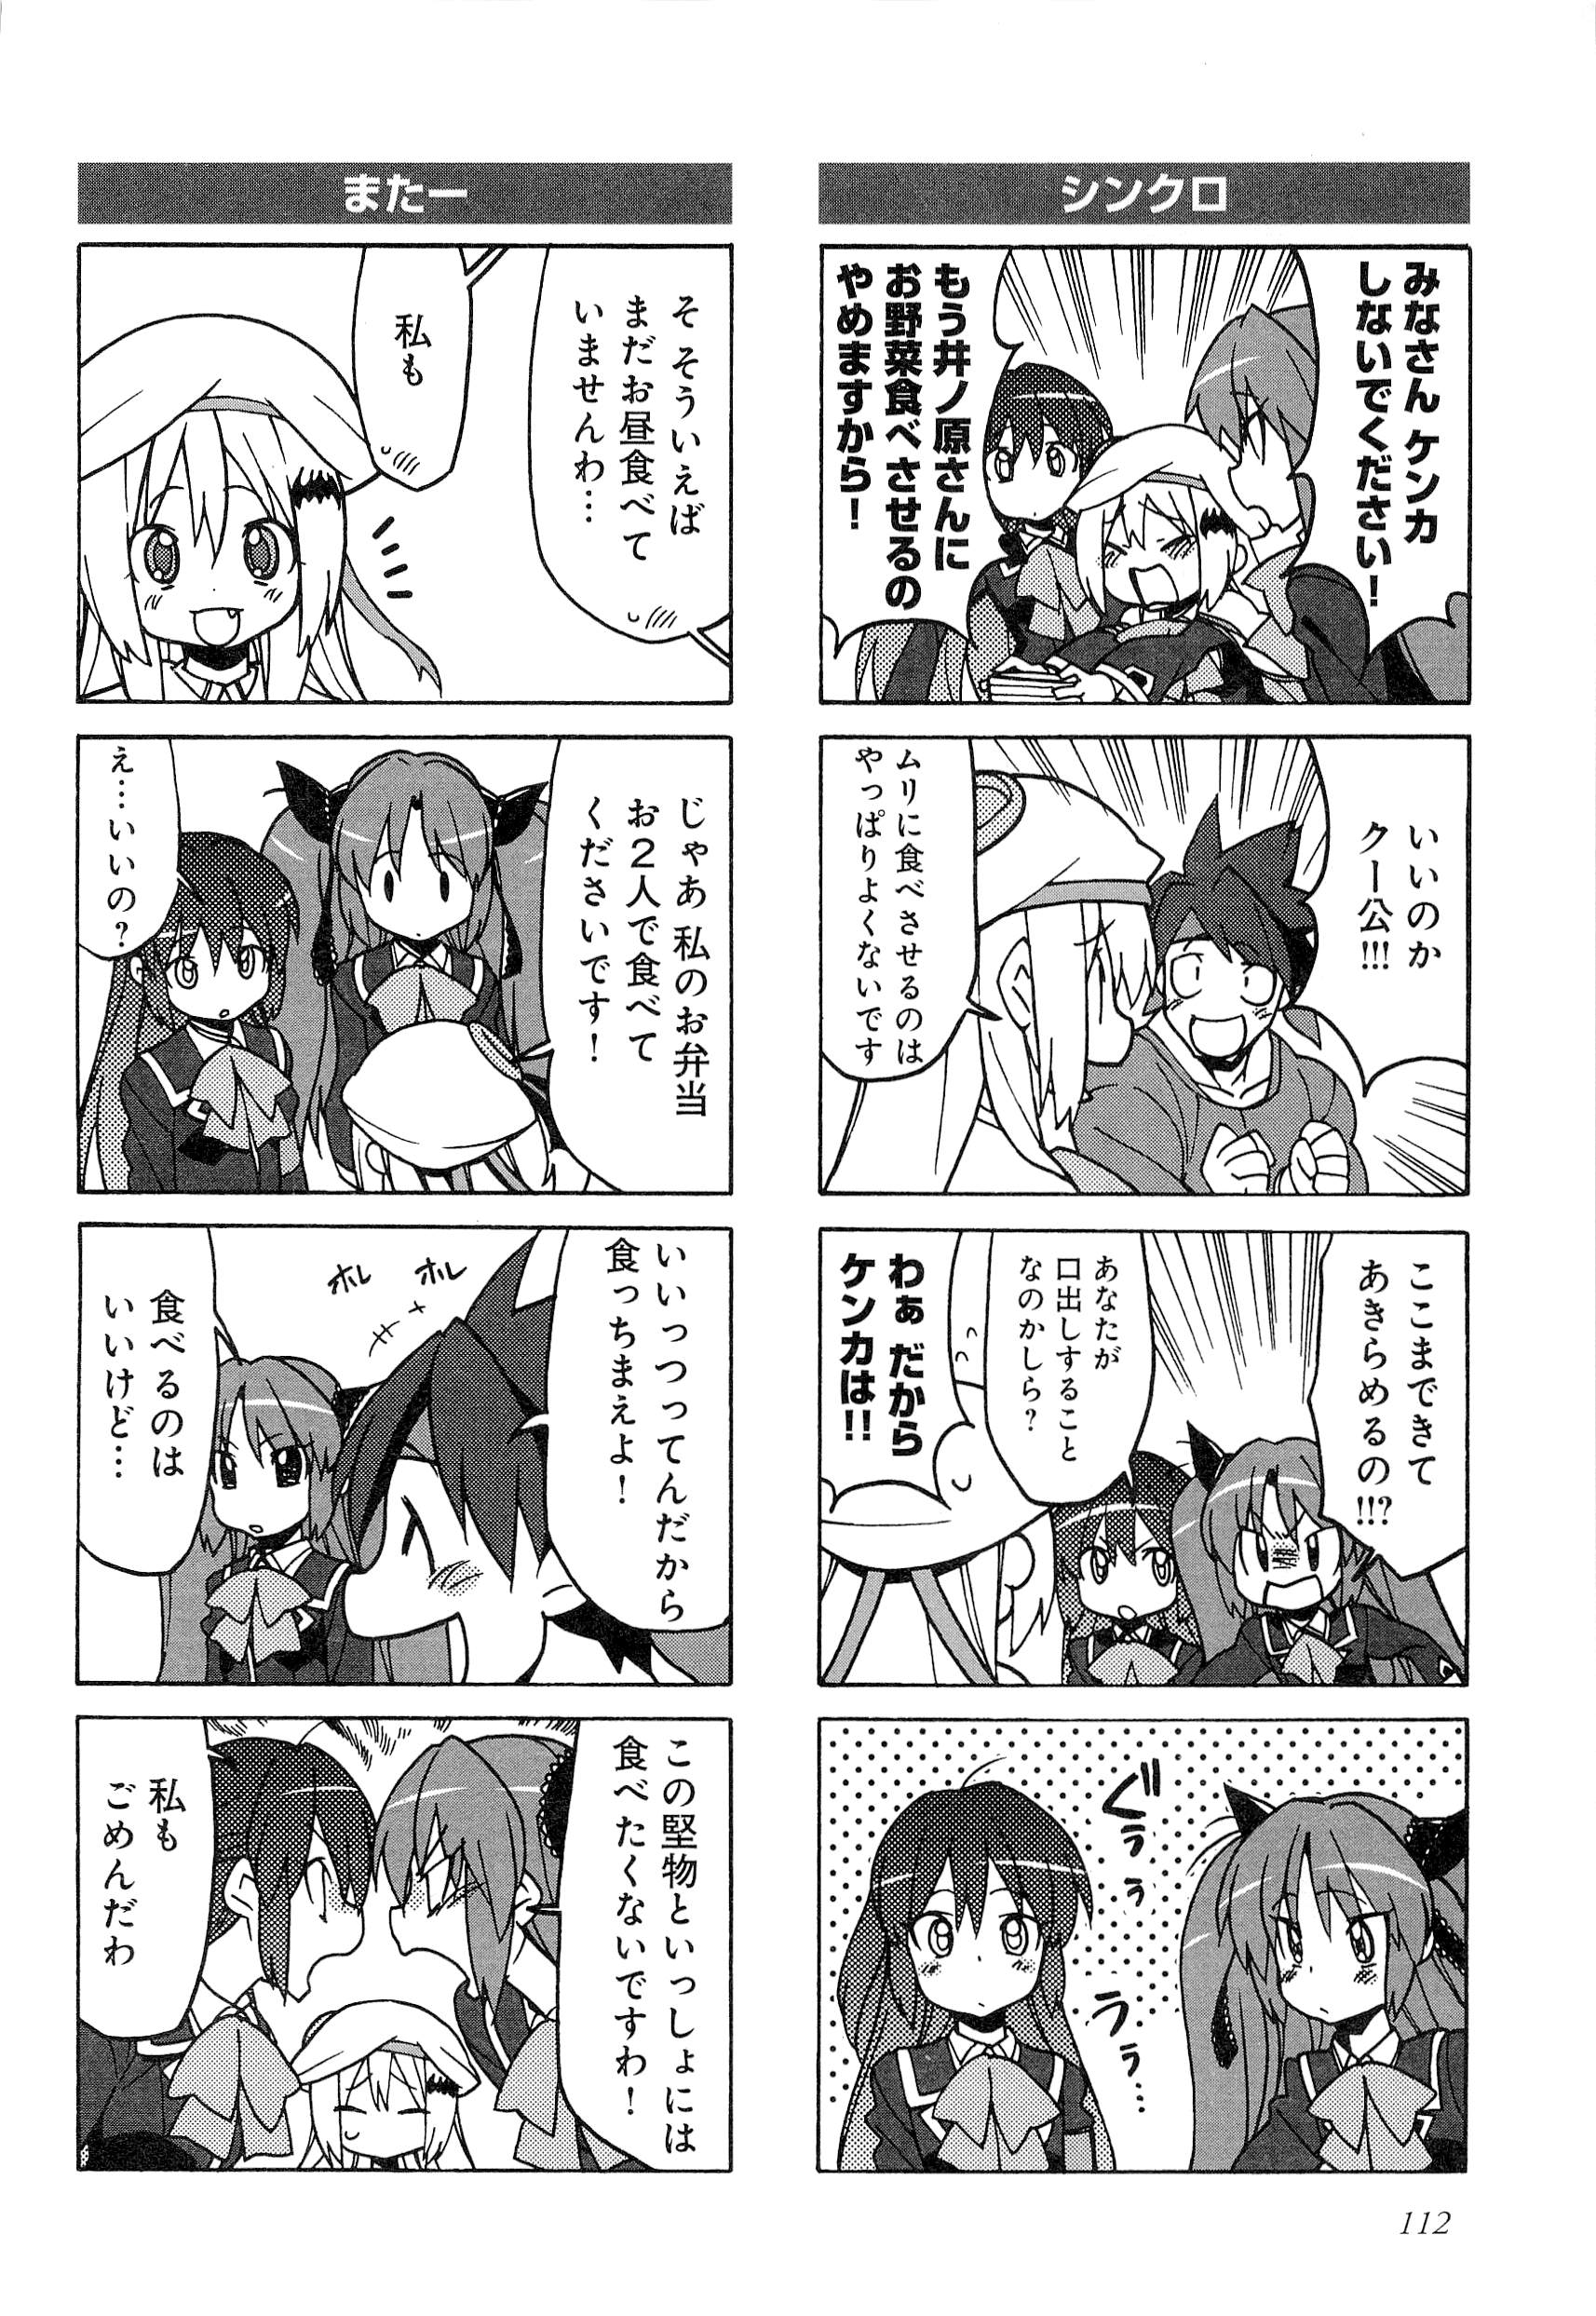 シンクロ
みなさん ケンカ
しないでください！
もう井ノ原さんに
お野菜食べさせるの
やめますから！
いいのか
クー公!!!
ムリに食べさせるのは
やっぱりよくないです
ここまできて
あきらめるの!!?
あなたが
口出しすること
なのかしら？
わぁ だから
ケンカは!!
ぐぅぅぅ
うぅぅ…
またー
そ そういえば
まだお昼食べて
いませんわ…
私も
じゃあ 私のお弁当
お２人で食べて
くださいです！
え…いいの？
いいっつってんだから
食っちまえよ！
ホレ
ホレ
食べるのは
いいけど…
この堅物といっしょには
食べたくないですわ！
私も
ごめんだわ
112